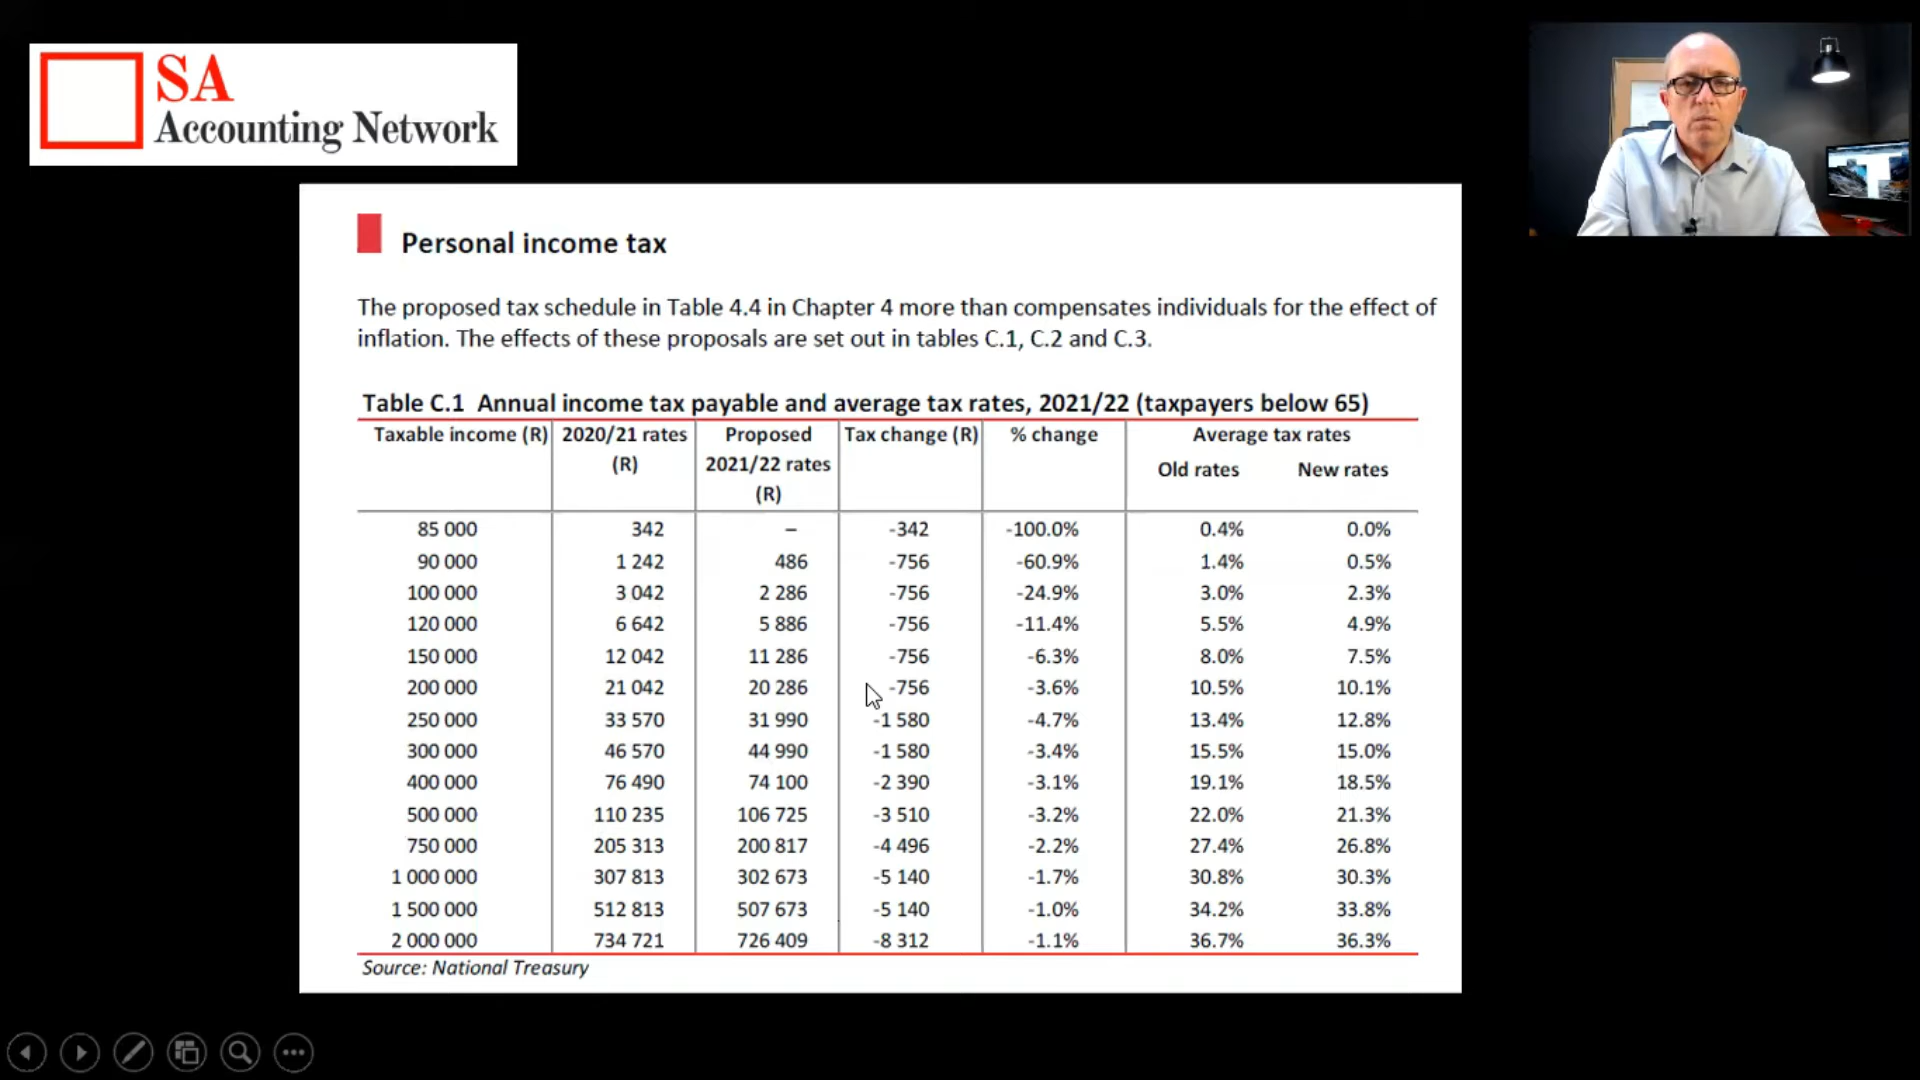 SA
Accounting Network
Personal income tax
The proposed tax schedule in Table 4.4 in Chapter 4 more than compensates individuals for the effect of
inflation. The effects of these proposals are set out in tables C.1, C.2 and C.3.
Table C.1 Annual income tax payable and average tax rates, 2021/22 (taxpayers below 65)
Taxable income (R) 2020/21 rates Proposed Tax change (R) % change Average tax rates
(R) 2021/22 rates Old rates New rates
(R)
85 000 342 – -342 -100.0% 0.4% 0.0%
90 000 1 242 486 -756 -60.9% 1.4% 0.5%
100 000 3 042 2 286 -756 -24.9% 3.0% 2.3%
120 000 6 642 5 886 -756 -11.4% 5.5% 4.9%
150 000 12 042 11 286 -756 -6.3% 8.0% 7.5%
200 000 21 042 20 286 -756 -3.6% 10.5% 10.1%
250 000 33 570 31 990 -1 580 -4.7% 13.4% 12.8%
300 000 46 570 44 990 -1 580 -3.4% 15.5% 15.0%
400 000 76 490 74 100 -2 390 -3.1% 19.1% 18.5%
500 000 110 235 106 725 -3 510 -3.2% 22.0% 21.3%
750 000 205 313 200 817 -4 496 -2.2% 27.4% 26.8%
1 000 000 307 813 302 673 -5 140 -1.7% 30.8% 30.3%
1 500 000 512 813 507 673 -5 140 -1.0% 34.2% 33.8%
2 000 000 734 721 726 409 -8 312 -1.1% 36.7% 36.3%
Source: National Treasury